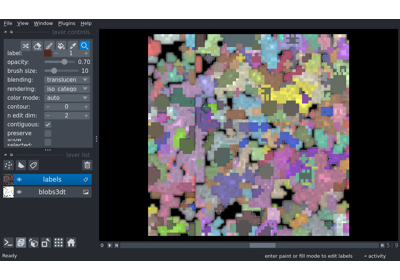 File View Window Plugins Help
layer controls
label: 1
opacity: 0.70
brush size: 10
blending: translucen
rendering: iso_catego
color mode: auto
contour: 0
n edit dim: 2
contiguous:
preserve
show
selected:
layer list
labels
blobs3dt
Ready
enter paint or fill mode to edit labels
activity